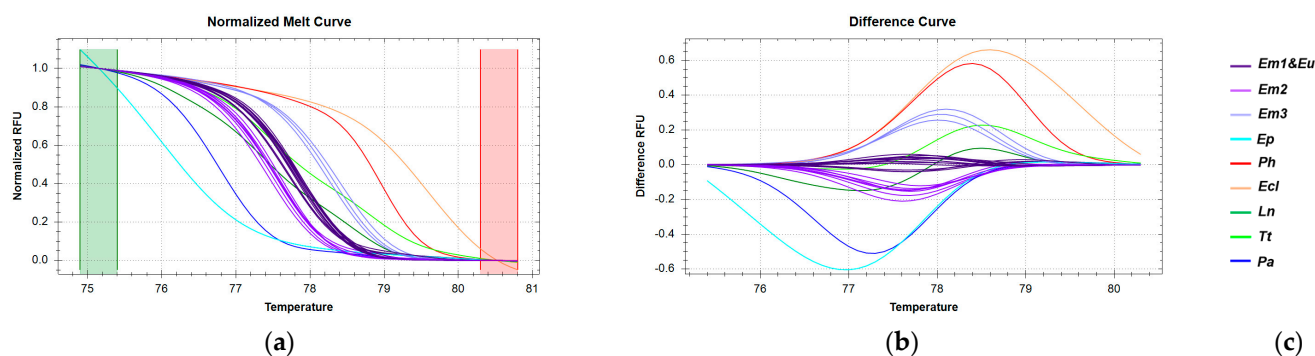 Normalized Melt Curve
Normalized RFU
1.0
0.8
0.6
0.4
0.2
0.0
75 76 77 78 79 80 81
Temperature
(a)
Difference Curve
Difference RFU
0.6
0.4
0.2
0.0
-0.2
-0.4
-0.6
76 77 78 79 80
Temperature
(b)
Em1&Eu
Em2
Em3
Ep
Ph
Ecl
Ln
Tt
Pa
(c)